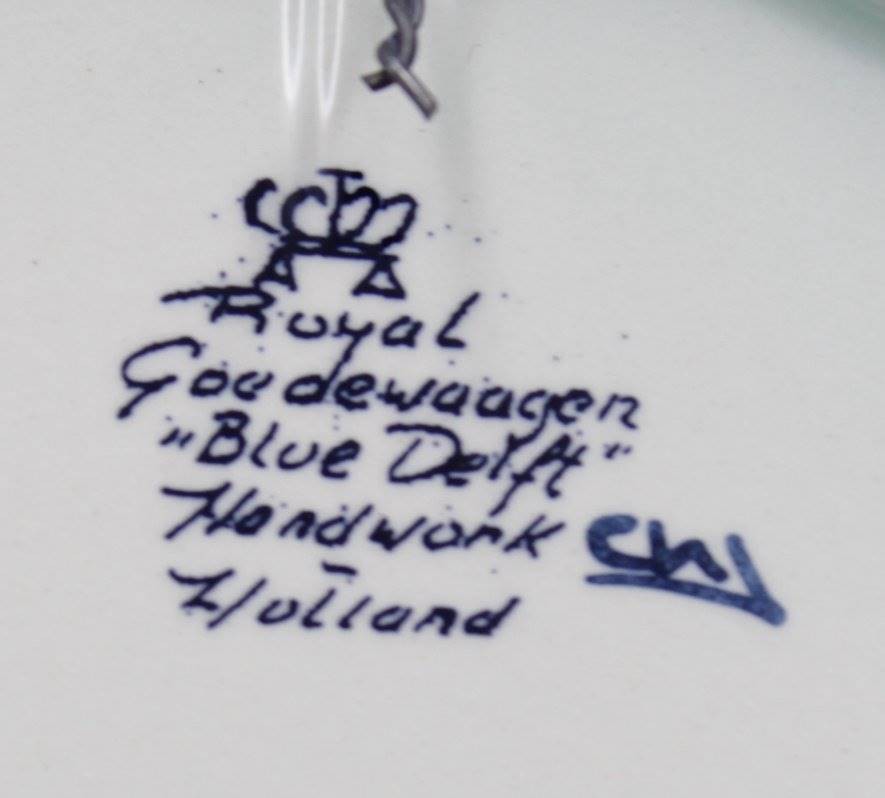 Royal
Goedewaagen
"Blue Delft"
Handwork
Holland